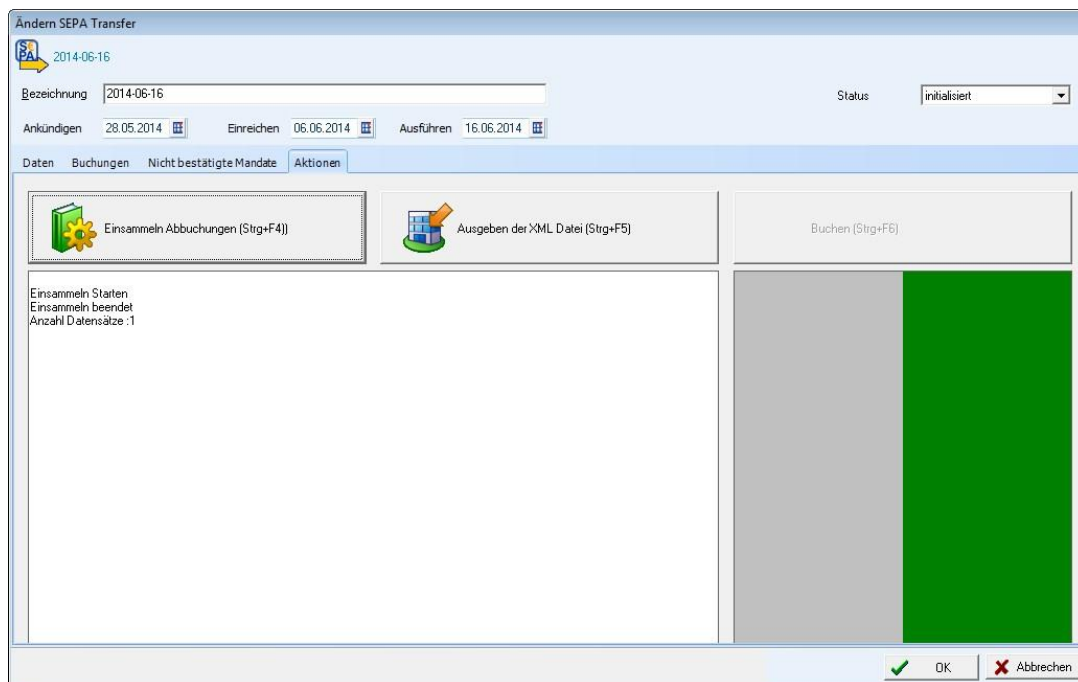 Ändern SEPA Transfer
S€PA 2014-06-16
Bezeichnung 2014-06-16 Status initialisiert
Ankündigen 28.05.2014 Einreichen 06.06.2014 Ausführen 16.06.2014
Daten Buchungen Nicht bestätigte Mandate Aktionen
Einsammeln Abbuchungen (Strg+F4)) Ausgeben der XML Datei (Strg+F5) Buchen (Strg+F6)
Einsammeln Starten
Einsammeln beendet
Anzahl Datensätze :1
OK Abbrechen